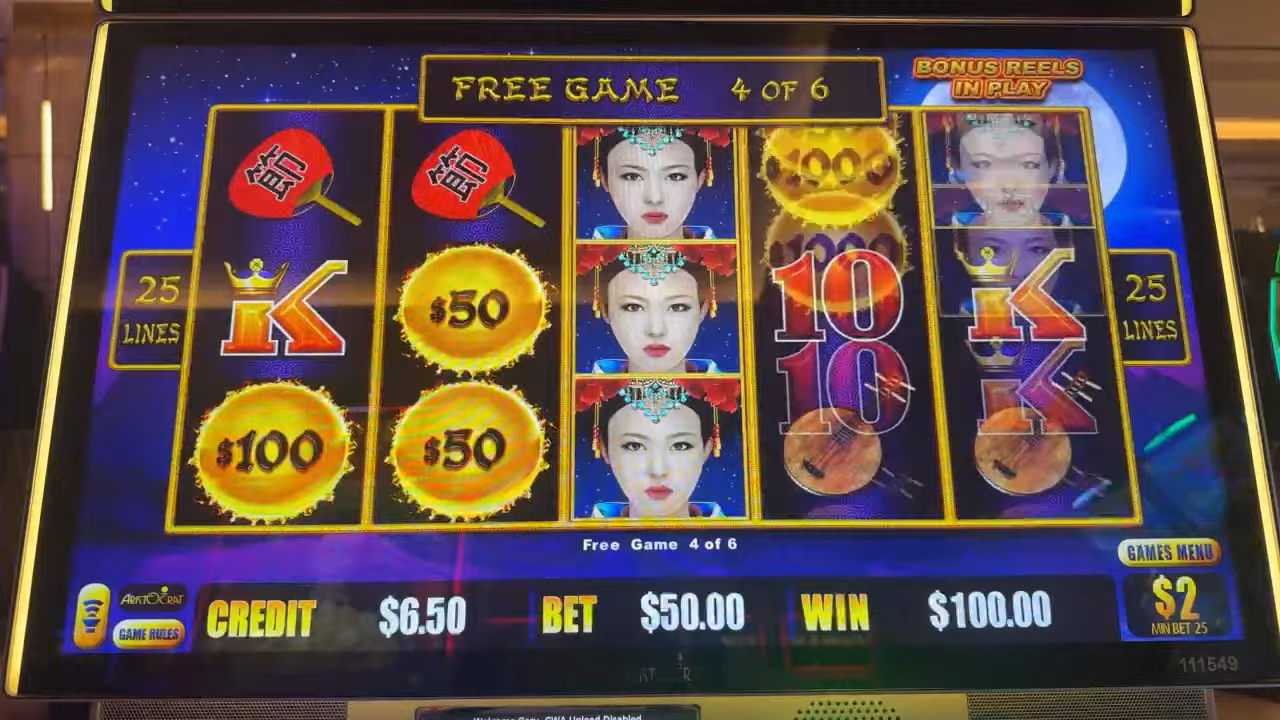 FREE GAME 4 OF 6
BONUS REELS
IN PLAY
節 節
1000
$1000
25
LINES
K
$50
10
K
25
LINES
10
K
$100
$50
Free Game 4 of 6
GAMES MENU
ARISTOCRAT
GAME RULES
CREDIT $6.50 BET $50.00 WIN $100.00
$2
MIN BET 25
111549